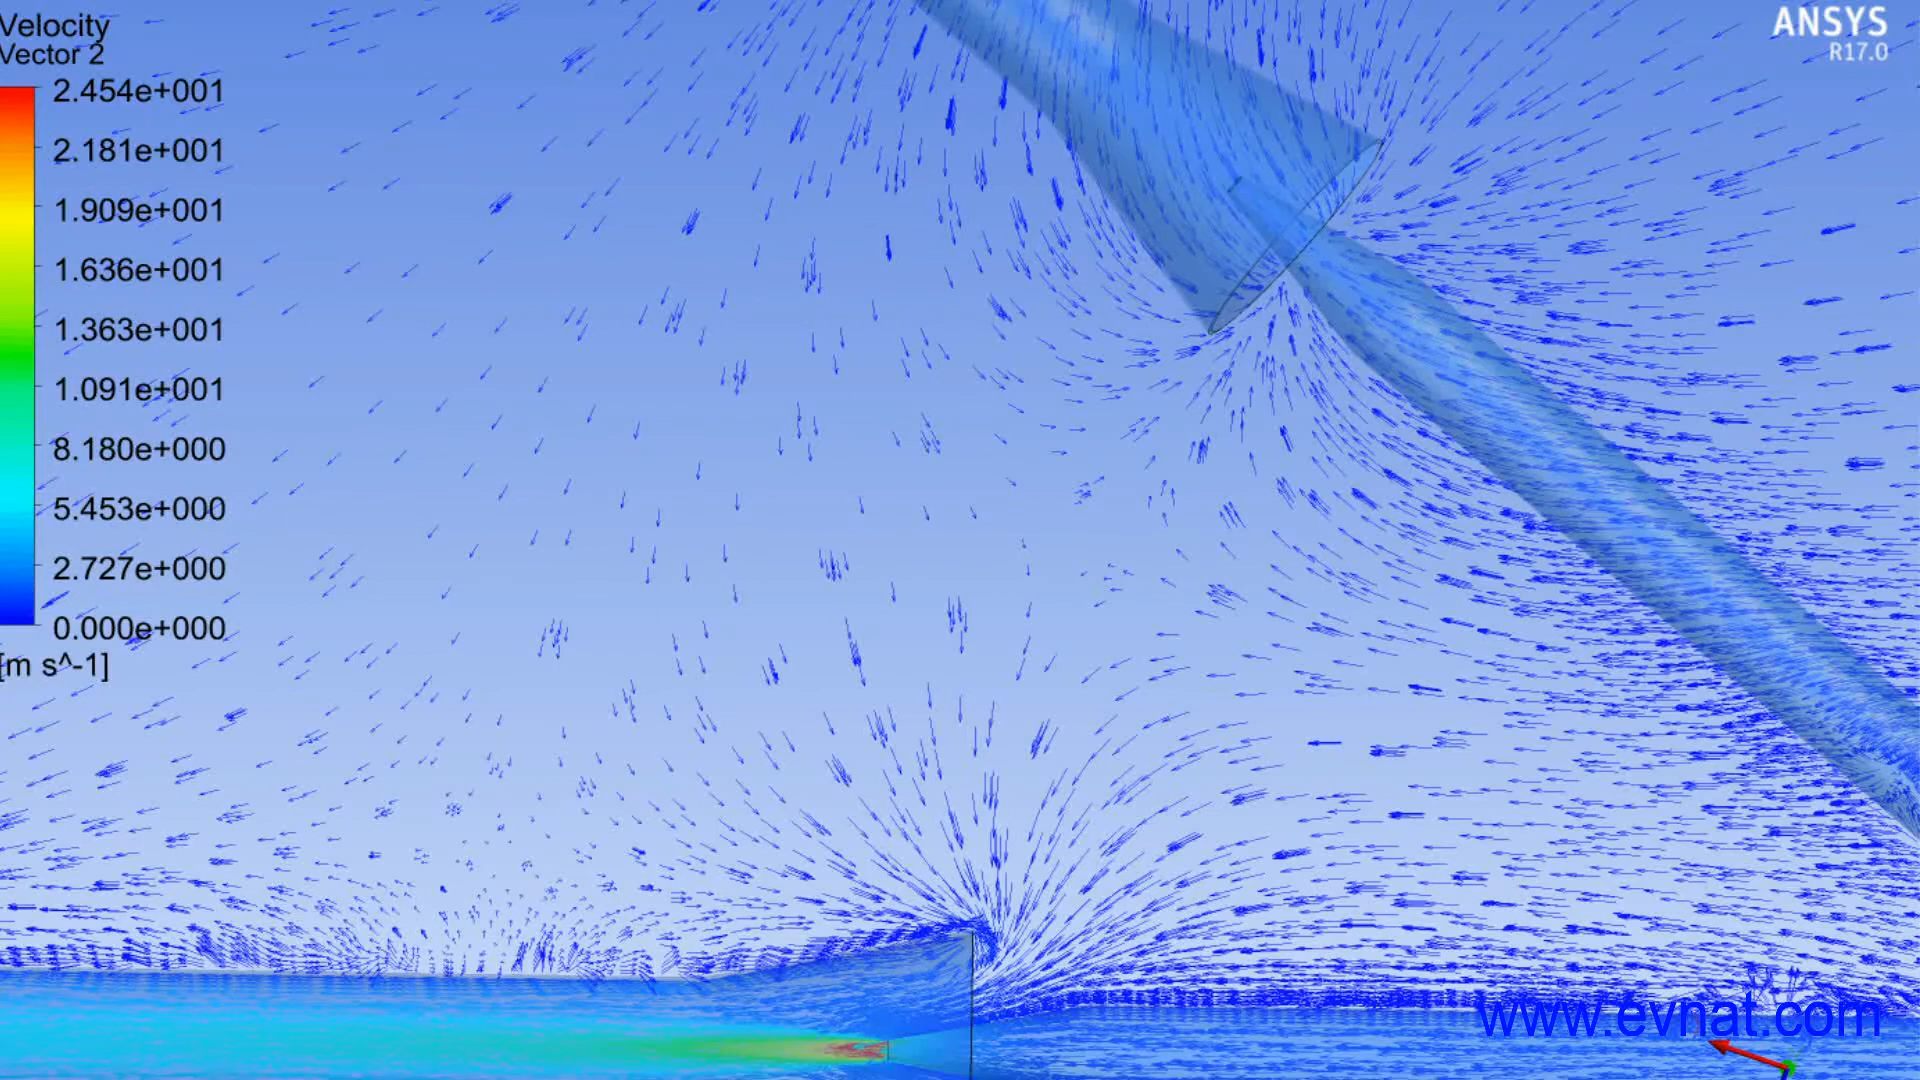 Velocity
Vector 2
2.454e+001
2.181e+001
1.909e+001
1.636e+001
1.363e+001
1.091e+001
8.180e+000
5.453e+000
2.727e+000
0.000e+000
[m s^-1]
ANSYS
R17.0
www.evnat.com